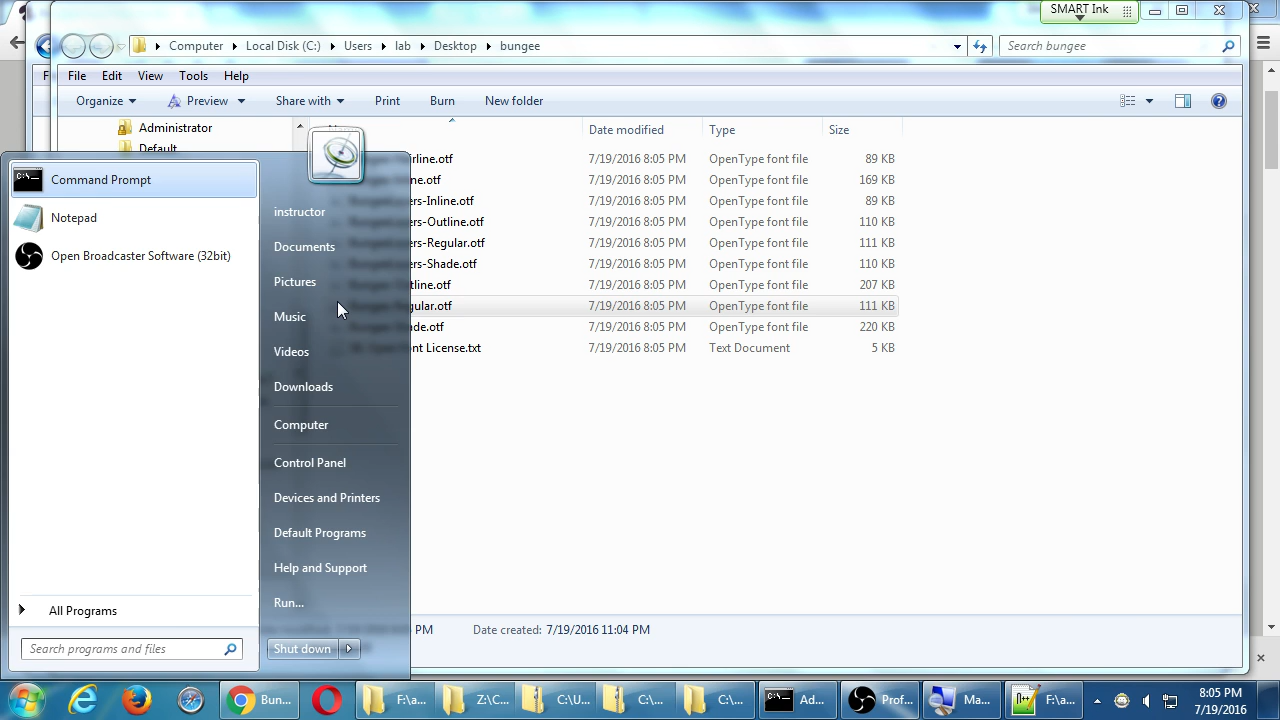 SMART Ink
Computer Local Disk (C:) Users lab Desktop bungee
Search bungee
File Edit View Tools Help
Organize Preview Share with Print Burn New folder
Date modified Type Size
Administrator
Default
irline.otf 7/19/2016 8:05 PM OpenType font file 89 KB
7/19/2016 8:05 PM OpenType font file 169 KB
ers-Inline.otf 7/19/2016 8:05 PM OpenType font file 89 KB
ers-Outline.otf 7/19/2016 8:05 PM OpenType font file 110 KB
ers-Regular.otf 7/19/2016 8:05 PM OpenType font file 111 KB
ers-Shade.otf 7/19/2016 8:05 PM OpenType font file 110 KB
tline.otf 7/19/2016 8:05 PM OpenType font file 207 KB
gular.otf 7/19/2016 8:05 PM OpenType font file 111 KB
de.otf 7/19/2016 8:05 PM OpenType font file 220 KB
nt License.txt 7/19/2016 8:05 PM Text Document 5 KB
Command Prompt
Notepad
Open Broadcaster Software (32bit)
All Programs
Search programs and files
instructor
Documents
Pictures
Music
Videos
Downloads
Computer
Control Panel
Devices and Printers
Default Programs
Help and Support
Run...
Shut down
PM Date created: 7/19/2016 11:04 PM
Bun... F:\a... Z:\C... C:\U... C:\... C:\... Ad... Prof... Ma... F:\a...
8:05 PM
7/19/2016